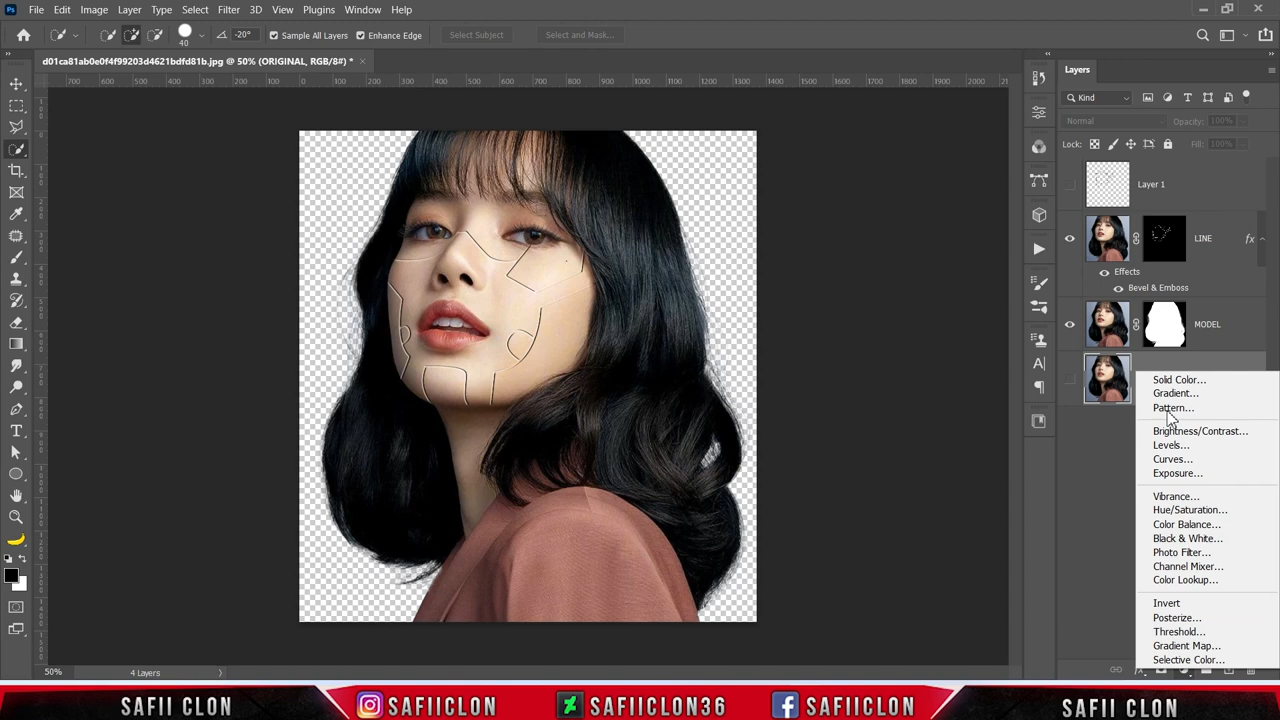 Ps File Edit Image Layer Type Select Filter 3D View Plugins Window Help
40 -20° Sample All Layers Enhance Edge Select Subject Select and Mask...
d01ca81ab0e0f4f99203d4621bdfd81b.jpg @ 50% (ORIGINAL, RGB/8#) *
Layers
Kind
Normal Opacity: 100%
Lock: Fill: 100%
Layer 1
LINE fx
Effects
Bevel & Emboss
MODEL
Solid Color...
Gradient...
Pattern...
Brightness/Contrast...
Levels...
Curves...
Exposure...
Vibrance...
Hue/Saturation...
Color Balance...
Black & White...
Photo Filter...
Channel Mixer...
Color Lookup...
Invert
Posterize...
Threshold...
Gradient Map...
Selective Color...
50% 4 Layers
SAFII CLON SAFIICLON SAFIICLON36 SAFIICLON SAFII CLON